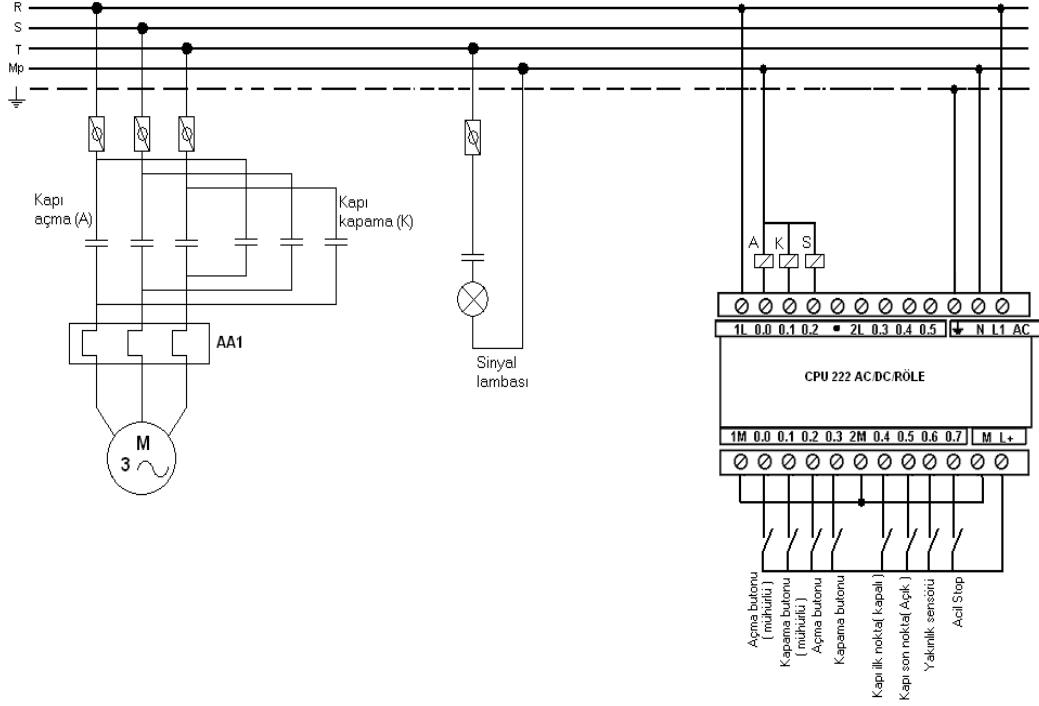 R
S
T
Mp
Kapı
açma (A)
Kapı
kapama (K)
AA1
M
3
Sinyal
lambası
A K S
1L 0.0 0.1 0.2 2L 0.3 0.4 0.5 N L1 AC
CPU 222 AC/DC/RÖLE
1M 0.0 0.1 0.2 0.3 2M 0.4 0.5 0.6 0.7 M L+
Açma butonu
( mühürlü )
Kapama butonu
( mühürlü )
Açma butonu
Kapama butonu
Kapı ilk nokta( kapalı )
Kapı son nokta( Açık )
Yakınlık sensörü
Acil Stop